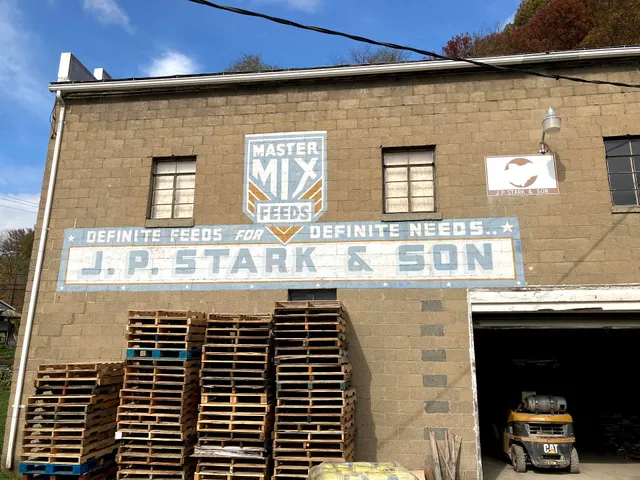 MASTER
MIX
FEEDS
DEFINITE FEEDS FOR DEFINITE NEEDS..
J. P. STARK & SON
J.P. STARK & SON
CAT